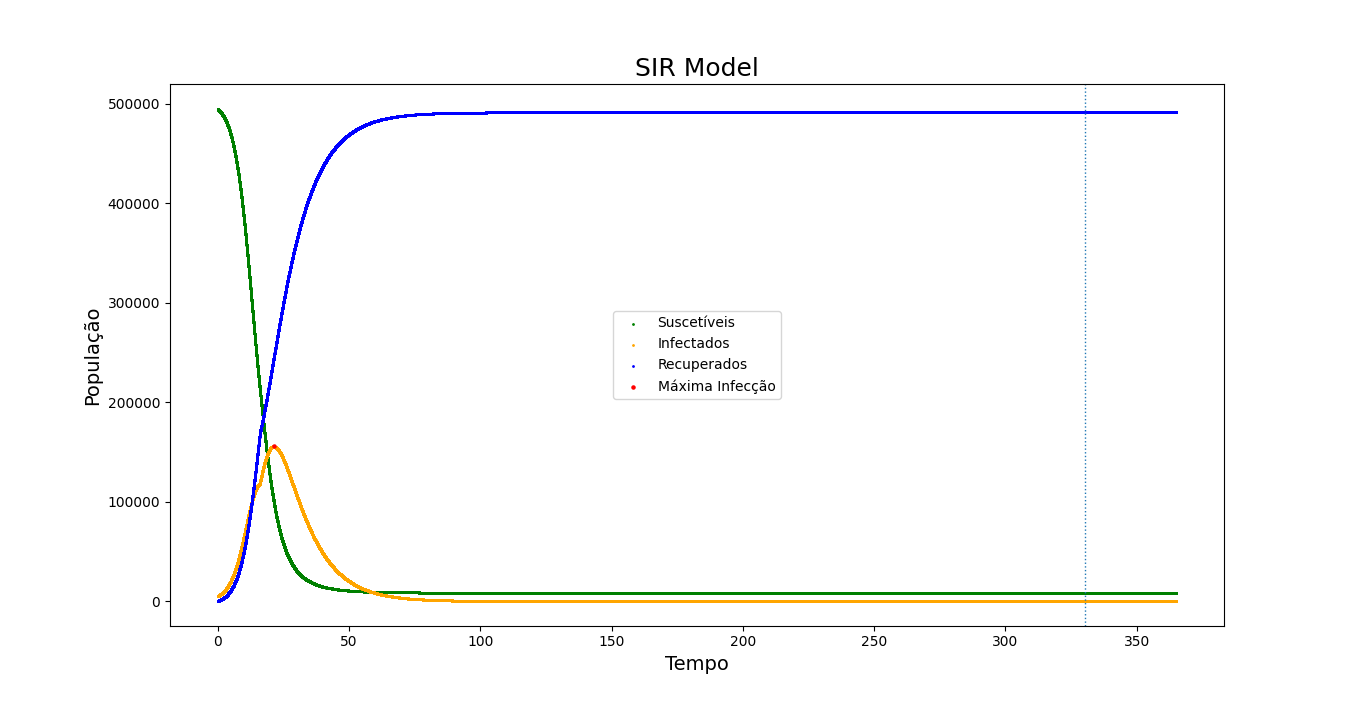 SIR Model
População
500000
400000
300000
200000
100000
0
Suscetíveis
Infectados
Recuperados
Máxima Infecção
0 50 100 150 200 250 300 350
Tempo